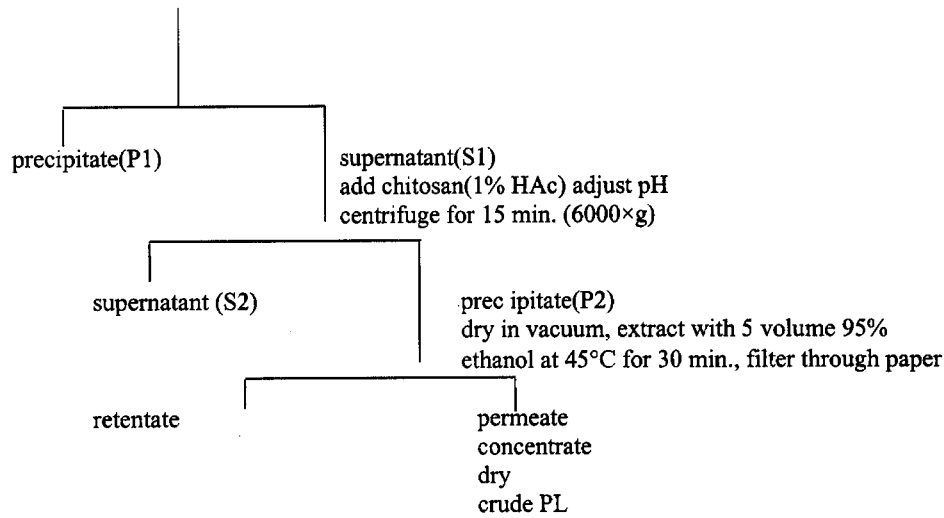 precipitate(P1)
supernatant(S1)
add chitosan(1% HAc) adjust pH
centrifuge for 15 min. (6000×g)
supernatant (S2)
prec ipitate(P2)
dry in vacuum, extract with 5 volume 95%
ethanol at 45°C for 30 min., filter through paper
retentate
permeate
concentrate
dry
crude PL